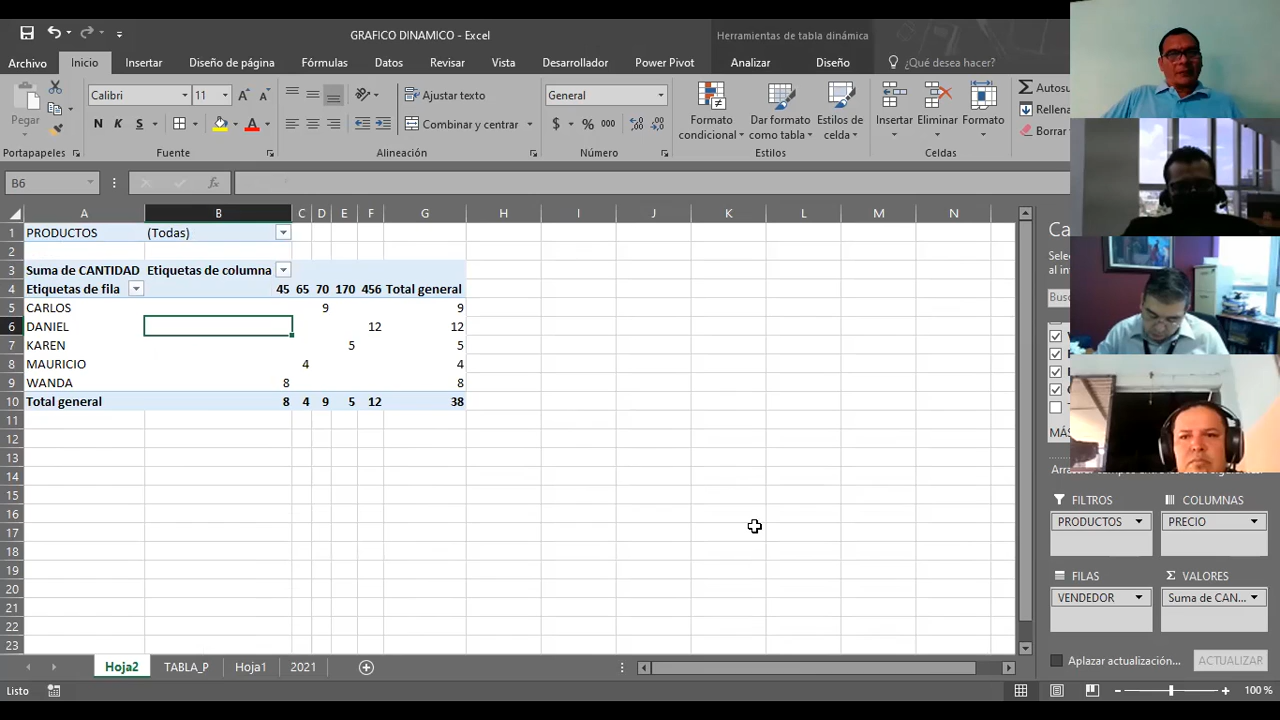 GRAFICO DINAMICO - Excel
Herramientas de tabla dinámica
Archivo Inicio Insertar Diseño de página Fórmulas Datos Revisar Vista Desarrollador Power Pivot Analizar Diseño ¿Qué desea hacer?
Pegar
Calibri 11
N K S
Ajustar texto
Combinar y centrar
General
$ % 000
Formato condicional
Dar formato como tabla
Estilos de celda
Insertar Eliminar Formato
Autosu
Rellena
Borrar
Portapapeles Fuente Alineación Número Estilos Celdas
B6 fx
A B C D E F G H I J K L M N
1 PRODUCTOS (Todas)
2
3 Suma de CANTIDAD Etiquetas de columna
4 Etiquetas de fila 45 65 70 170 456 Total general
5 CARLOS 9 9
6 DANIEL 12 12
7 KAREN 5 5
8 MAURICIO 4 4
9 WANDA 8 8
10 Total general 8 4 9 5 12 38
11
12
13
14
15
16
17
18
19
20
21
22
23
Ca
Sele
al i
Bus
MÁS
FILTROS COLUMNAS
PRODUCTOS PRECIO
FILAS Σ VALORES
VENDEDOR Suma de CAN...
Aplazar actualización... ACTUALIZAR
Hoja2 TABLA_P Hoja1 2021
Listo
100 %